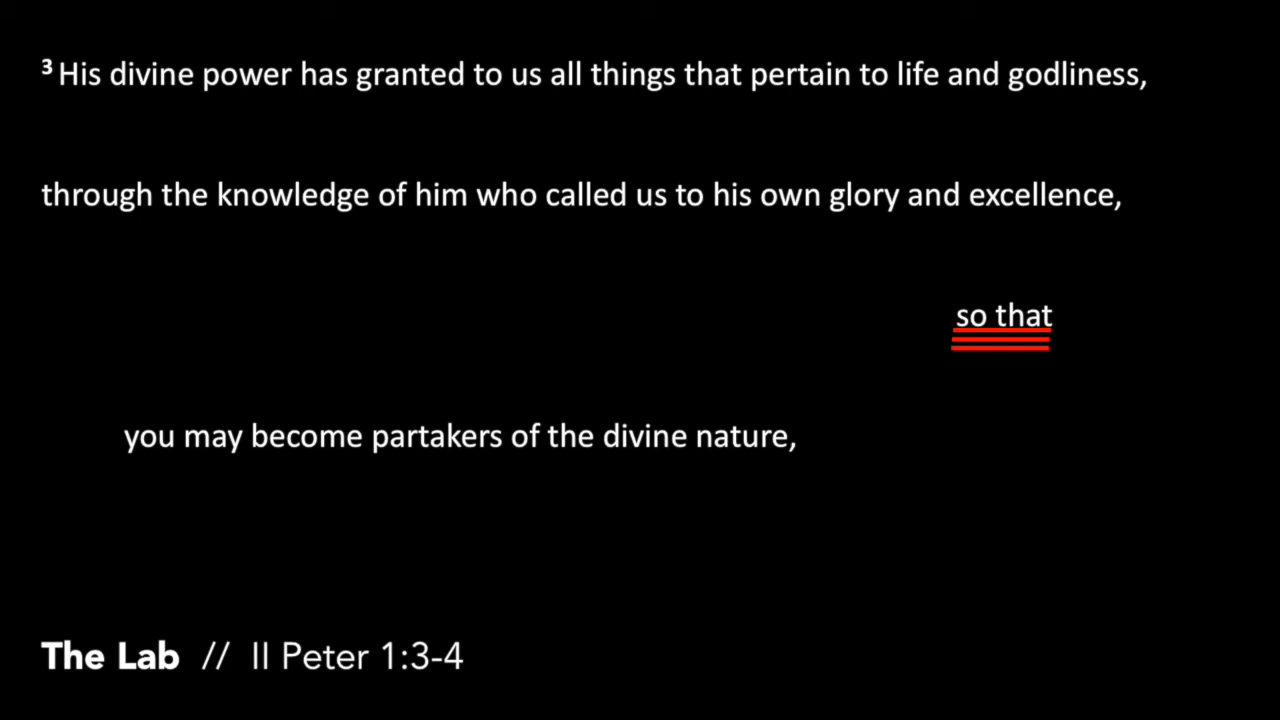 ³ His divine power has granted to us all things that pertain to life and godliness,
through the knowledge of him who called us to his own glory and excellence,
so that
you may become partakers of the divine nature,
The Lab // II Peter 1:3-4